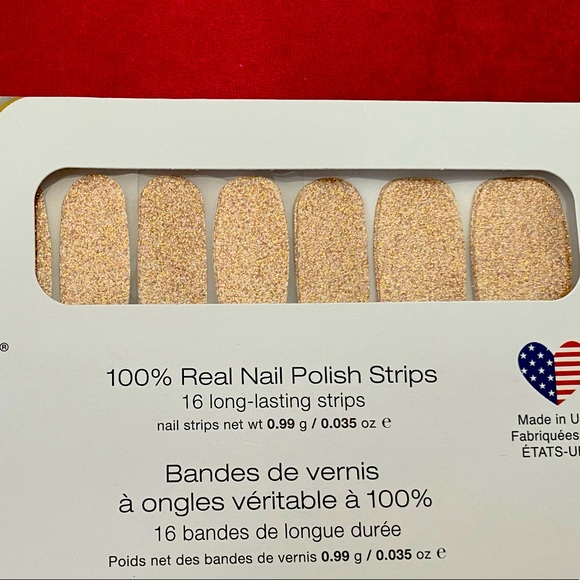 ®
100% Real Nail Polish Strips
16 long-lasting strips
nail strips net wt 0.99 g / 0.035 oz ℮
Made in U
Fabriquées
ÉTATS-U
Bandes de vernis
à ongles véritable à 100%
16 bandes de longue durée
Poids net des bandes de vernis 0.99 g / 0.035 oz ℮